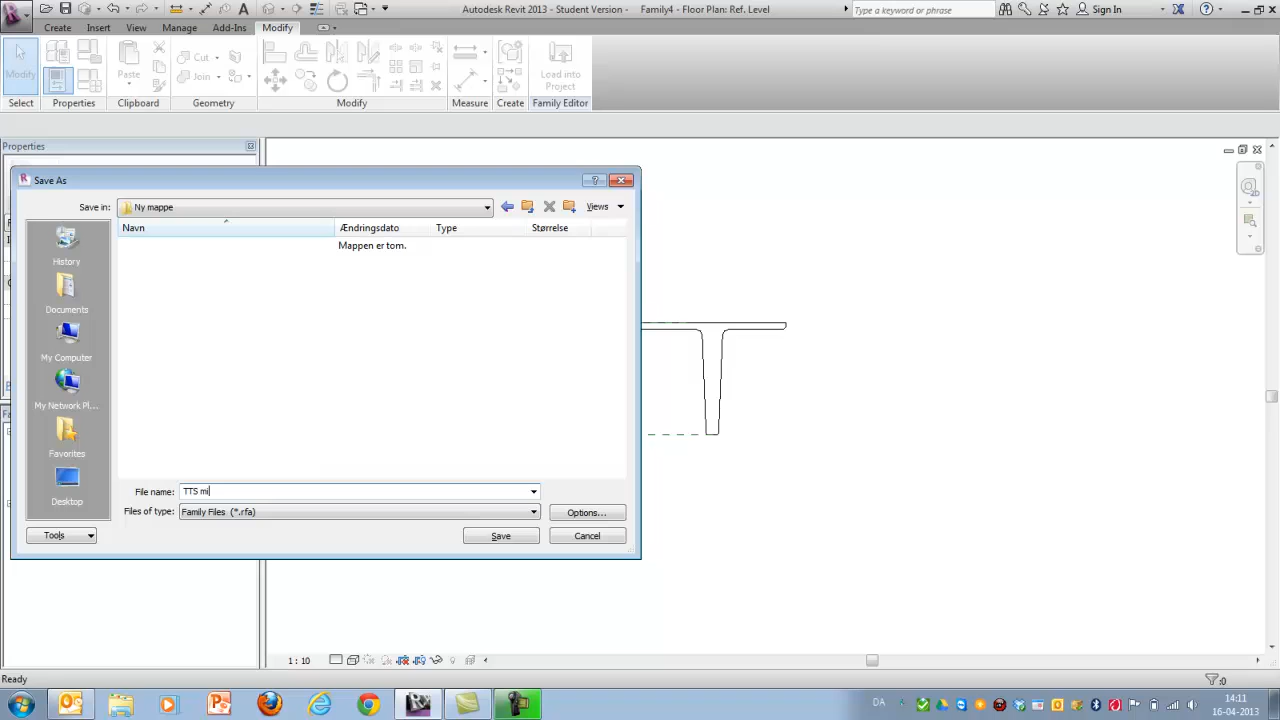 Autodesk Revit 2013 - Student Version - Family4 - Floor Plan: Ref. Level
Type a keyword or phrase
Sign In
Create Insert View Manage Add-Ins Modify
Modify
Paste
Cut
Join
Load into
Project
Select Properties Clipboard Geometry Modify Measure Create Family Editor
Properties
Save As
Save in: Ny mappe Views
Navn Ændringsdato Type Størrelse
Mappen er tom.
History
Documents
My Computer
My Network Pl...
Favorites
Desktop
File name: TTS mi
Files of type: Family Files (*.rfa) Options...
Tools Save Cancel
1 : 10
Ready
:0
DA
14:11
16-04-2013